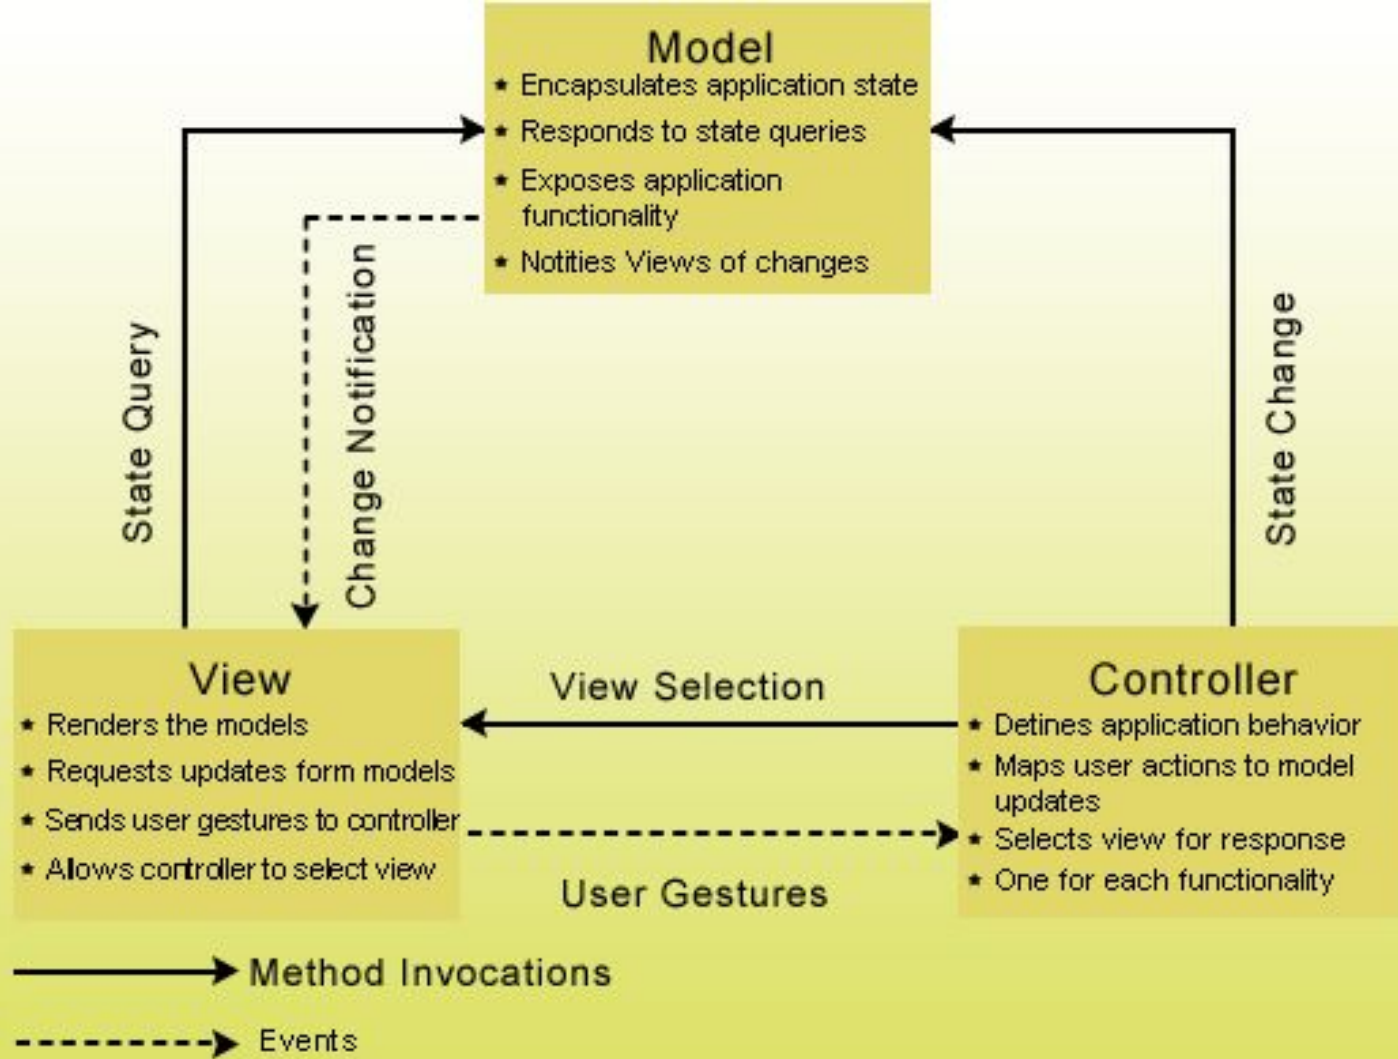 Model
★ Encapsulates application state
★ Responds to state queries
★ Exposes application
functionality
★ Notities Views of changes
State Query
Change Notification
State Change
View
★ Renders the models
★ Requests updates form models
★ Sends user gestures to controller
★ Allows controller to select view
View Selection
User Gestures
Controller
★ Detines application behavior
★ Maps user actions to model
updates
★ Selects view for response
★ One for each functionality
Method Invocations
Events